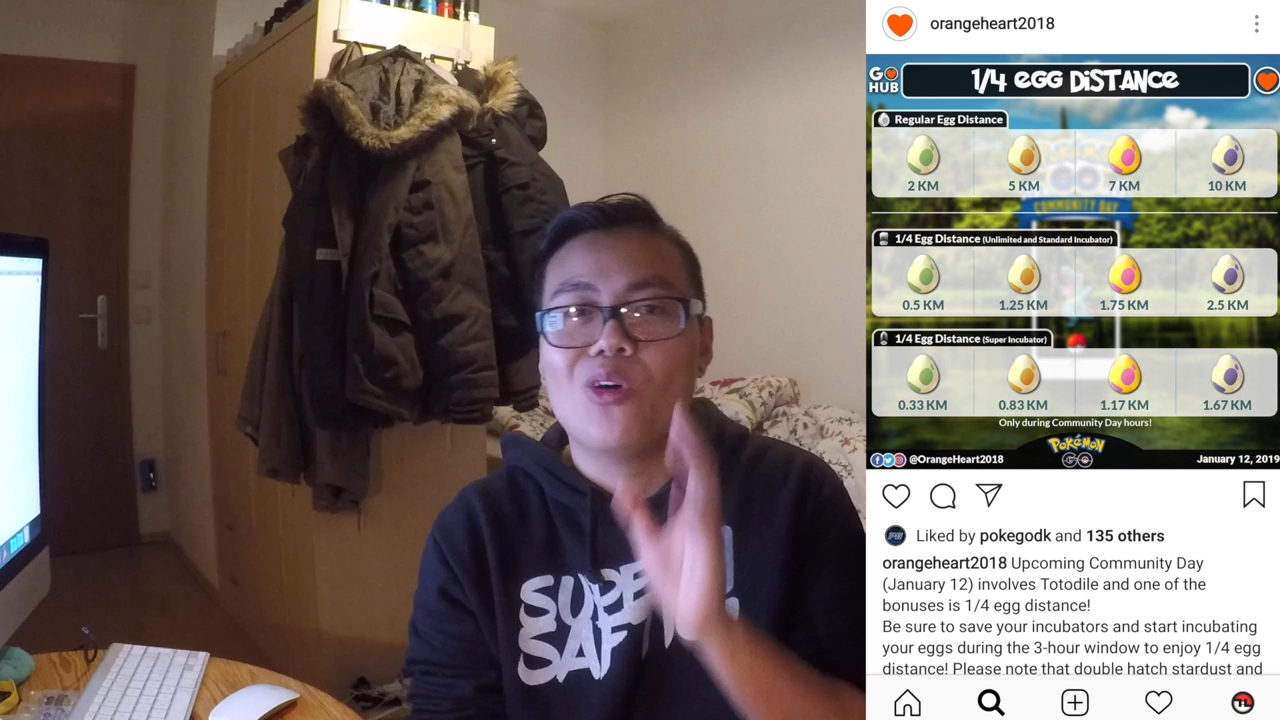 orangeheart2018
GO HUB
1/4 EGG DiSTANCE
Regular Egg Distance
2 KM
5 KM
7 KM
10 KM
COMMUNITY DAY
1/4 Egg Distance (Unlimited and Standard Incubator)
0.5 KM
1.25 KM
1.75 KM
2.5 KM
1/4 Egg Distance (Super Incubator)
0.33 KM
0.83 KM
1.17 KM
1.67 KM
Only during Community Day hours!
POKéMON
GO
@OrangeHeart2018
January 12, 2019
Liked by pokegodk and 135 others
orangeheart2018 Upcoming Community Day
(January 12) involves Totodile and one of the
bonuses is 1/4 egg distance!
Be sure to save your incubators and start incubating
your eggs during the 3-hour window to enjoy 1/4 egg
distance! Please note that double hatch stardust and